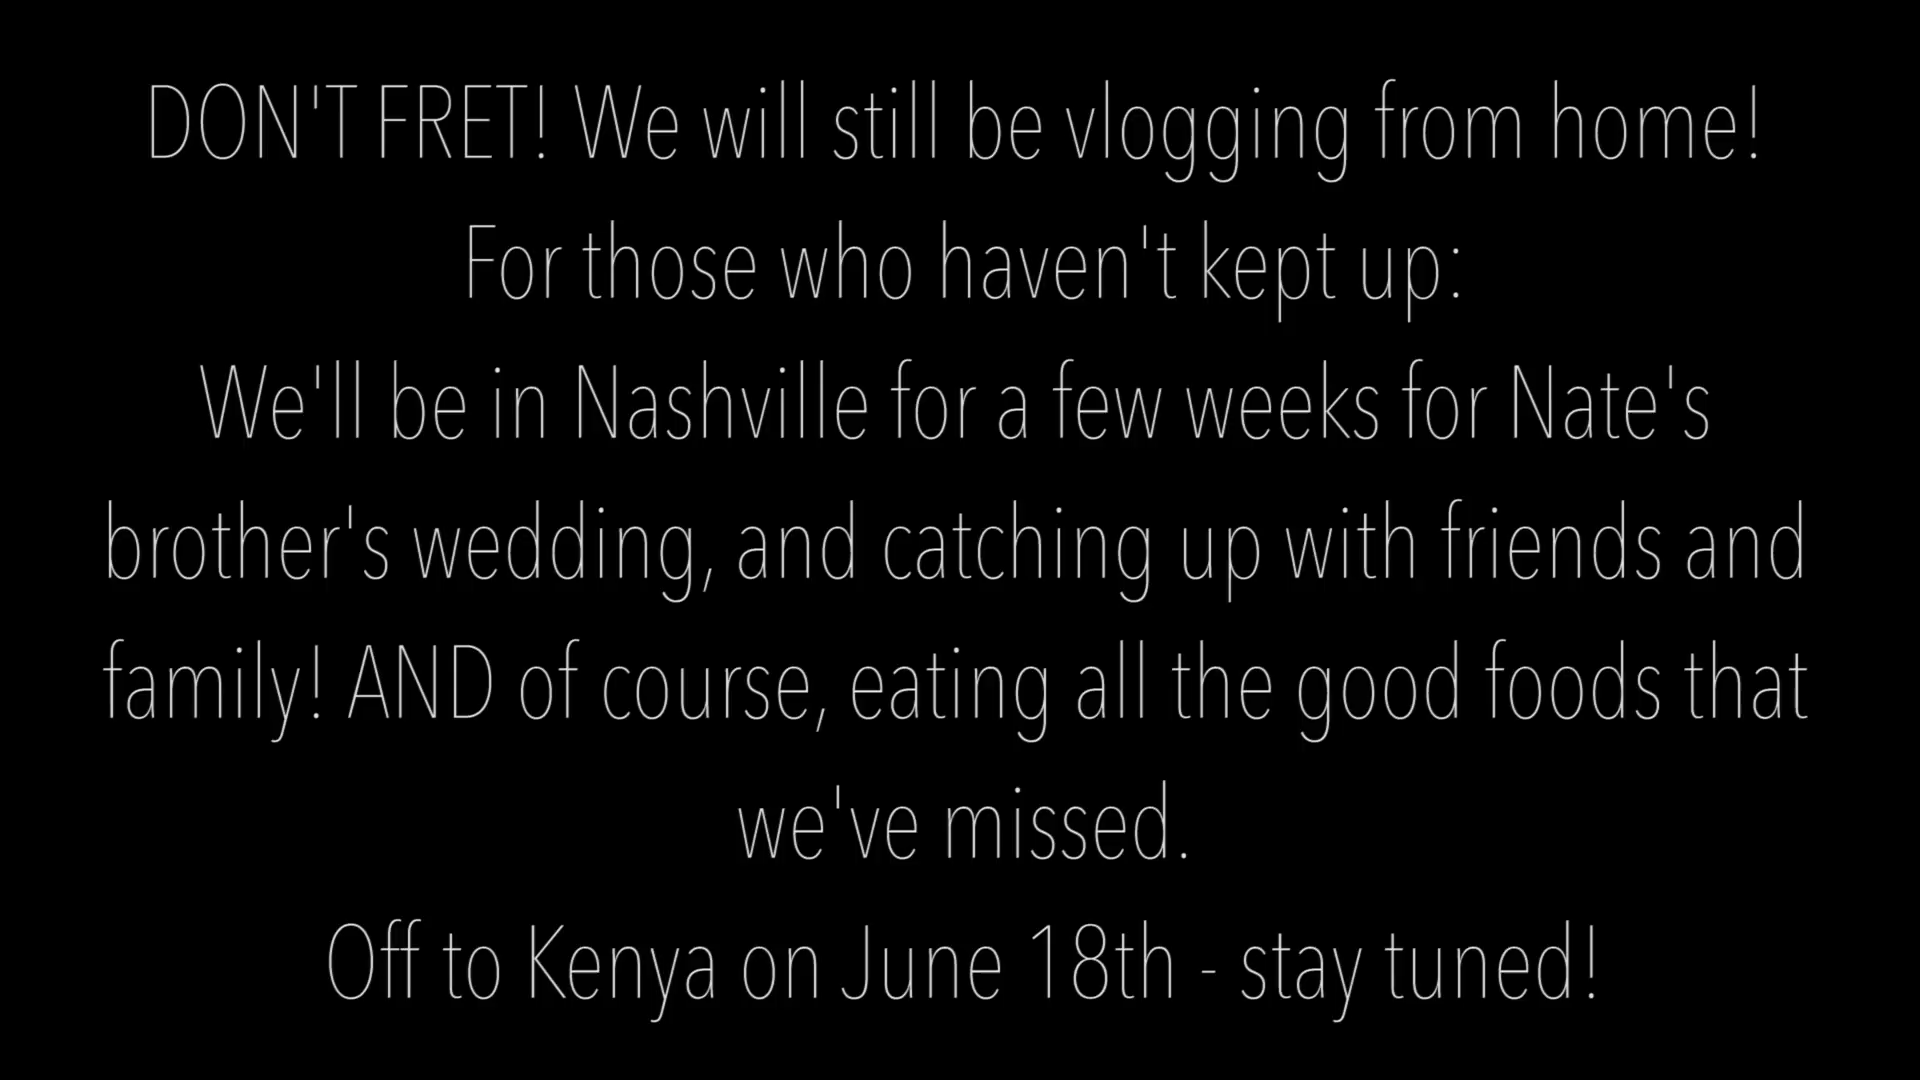 DON'T FRET! We will still be vlogging from home!
For those who haven't kept up:
We'll be in Nashville for a few weeks for Nate's
brother's wedding, and catching up with friends and
family! AND of course, eating all the good foods that
we've missed.
Off to Kenya on June 18th - stay tuned!